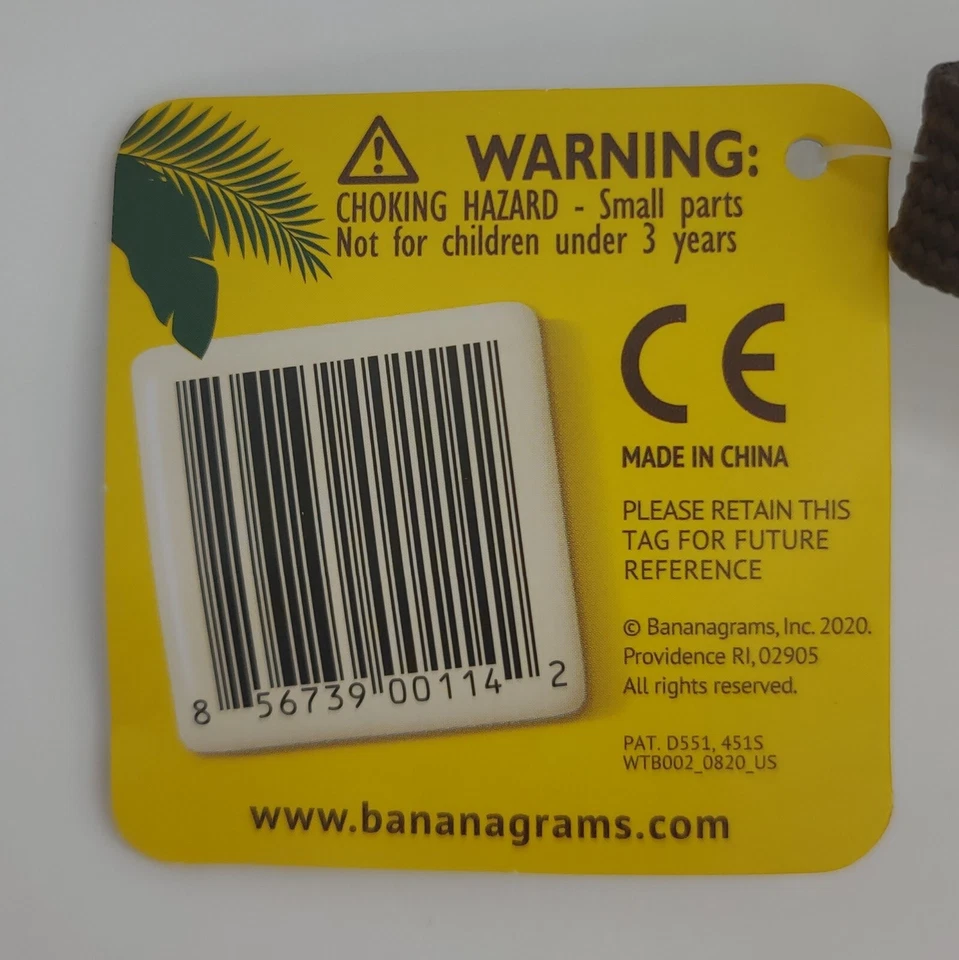 WARNING:
CHOKING HAZARD - Small parts
Not for children under 3 years
CE
MADE IN CHINA
PLEASE RETAIN THIS
TAG FOR FUTURE
REFERENCE
© Bananagrams, Inc. 2020.
Providence RI, 02905
All rights reserved.
PAT. D551, 451S
WTB002_0820_US
8 56739 00114 2
www.bananagrams.com